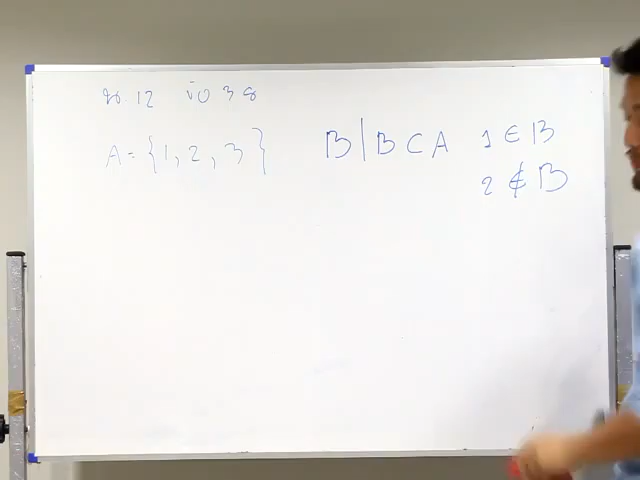 A = {1, 2, 3}
B | B ⊂ A 1 ∈ B
2 ∉ B